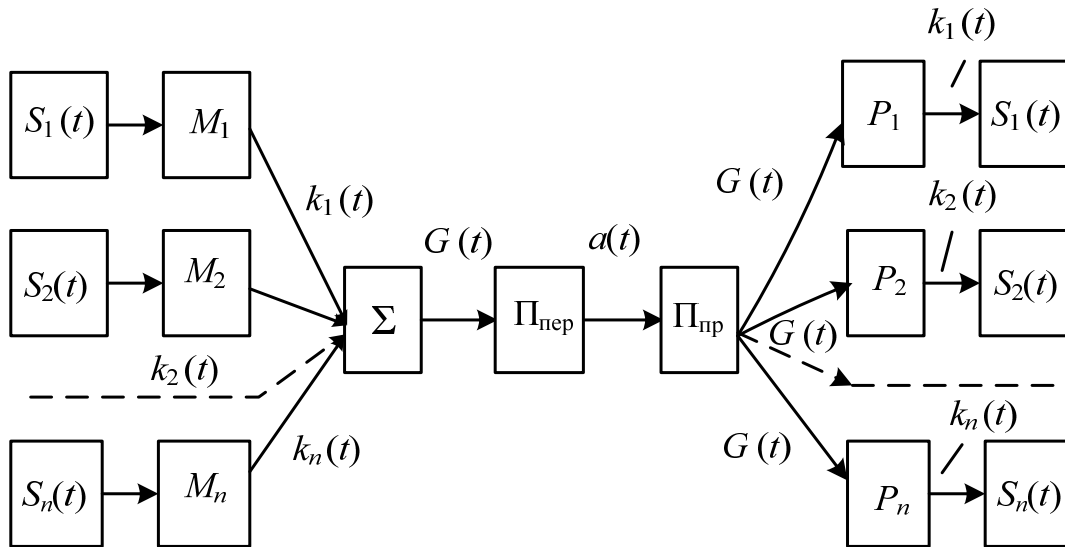 k₁(t)
S₁(t) M₁ P₁ S₁(t)
k₁(t) G(t) k₂(t)
S₂(t) M₂ G(t) a(t) P₂ S₂(t)
Σ Ппер Ппр G(t)
k₂(t)
kₙ(t) G(t) kₙ(t)
Sₙ(t) Mₙ Pₙ Sₙ(t)